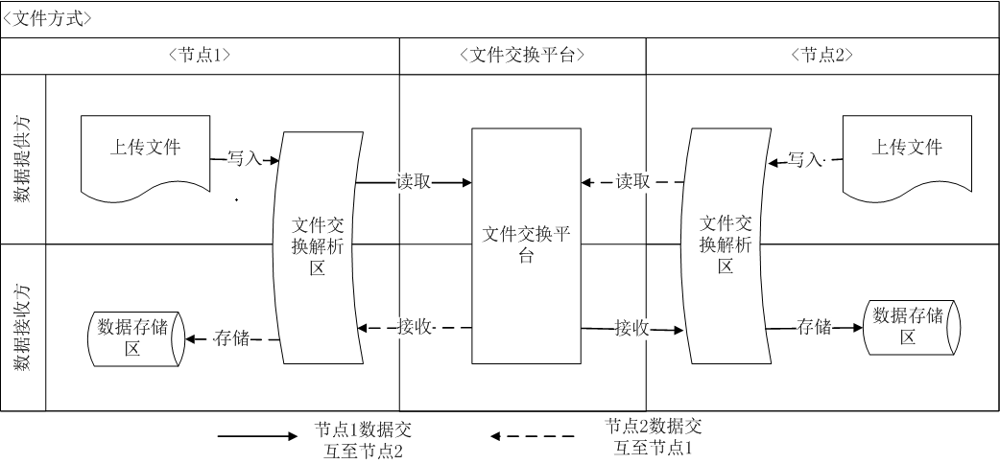 <文件方式>
<节点1>
<文件交换平台>
<节点2>
数据提供方
上传文件
写入
读取
读取
写入
上传文件
文件交
换解析
区
文件交换平
台
文件交
换解析
区
数据接收方
数据存储
区
存储
接收
接收
存储
数据存储
区
节点1数据交
互至节点2
节点2数据交
互至节点1